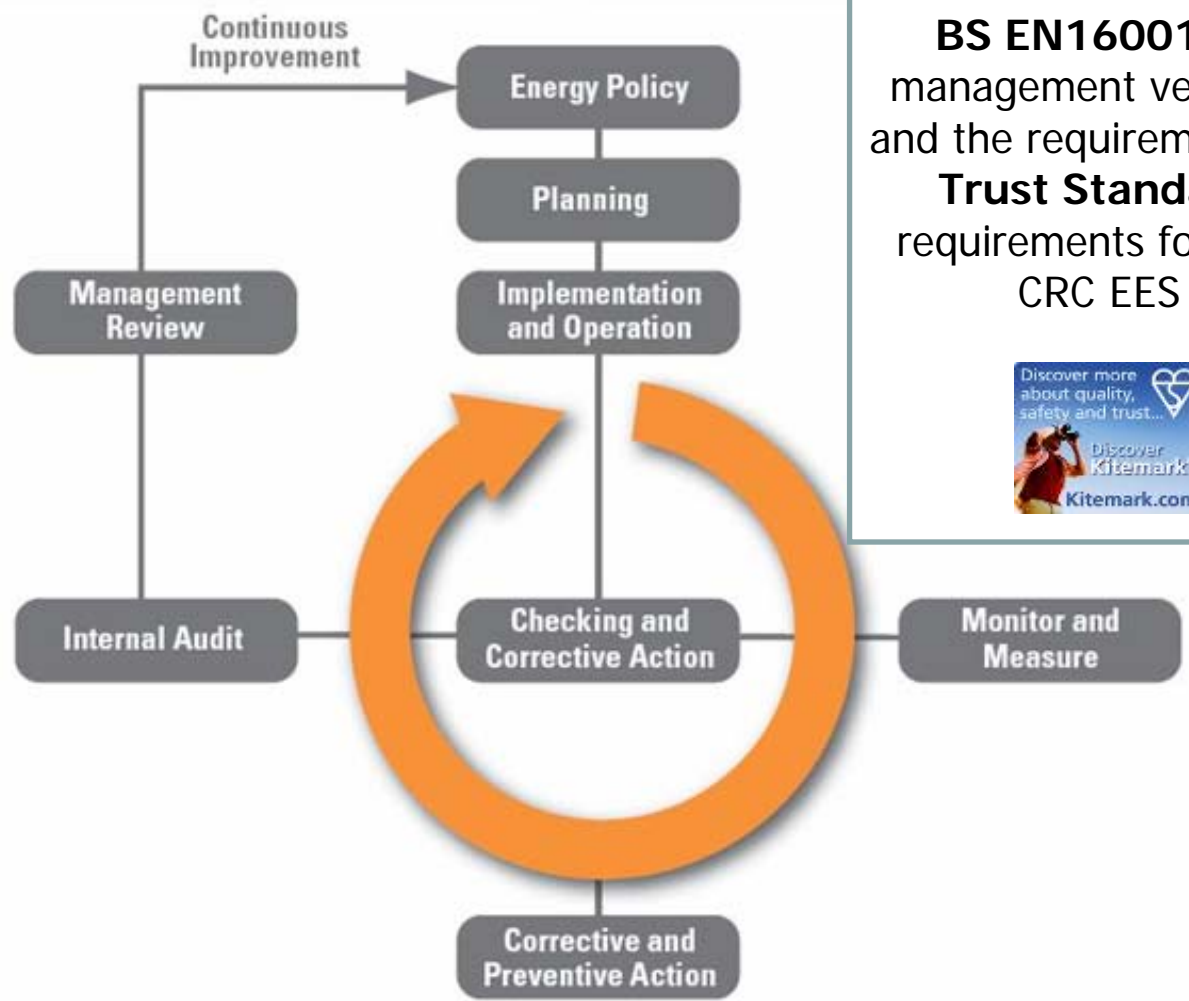 Continuous
Improvement
Energy Policy
Planning
Management
Review
Implementation
and Operation
Internal Audit
Checking and
Corrective Action
Monitor and
Measure
Corrective and
Preventive Action
BS EN16001
management ve
and the requirem
Trust Standa
requirements fo
CRC EES
Discover more
about quality,
safety and trust...
Discover
Kitemark
Kitemark.com